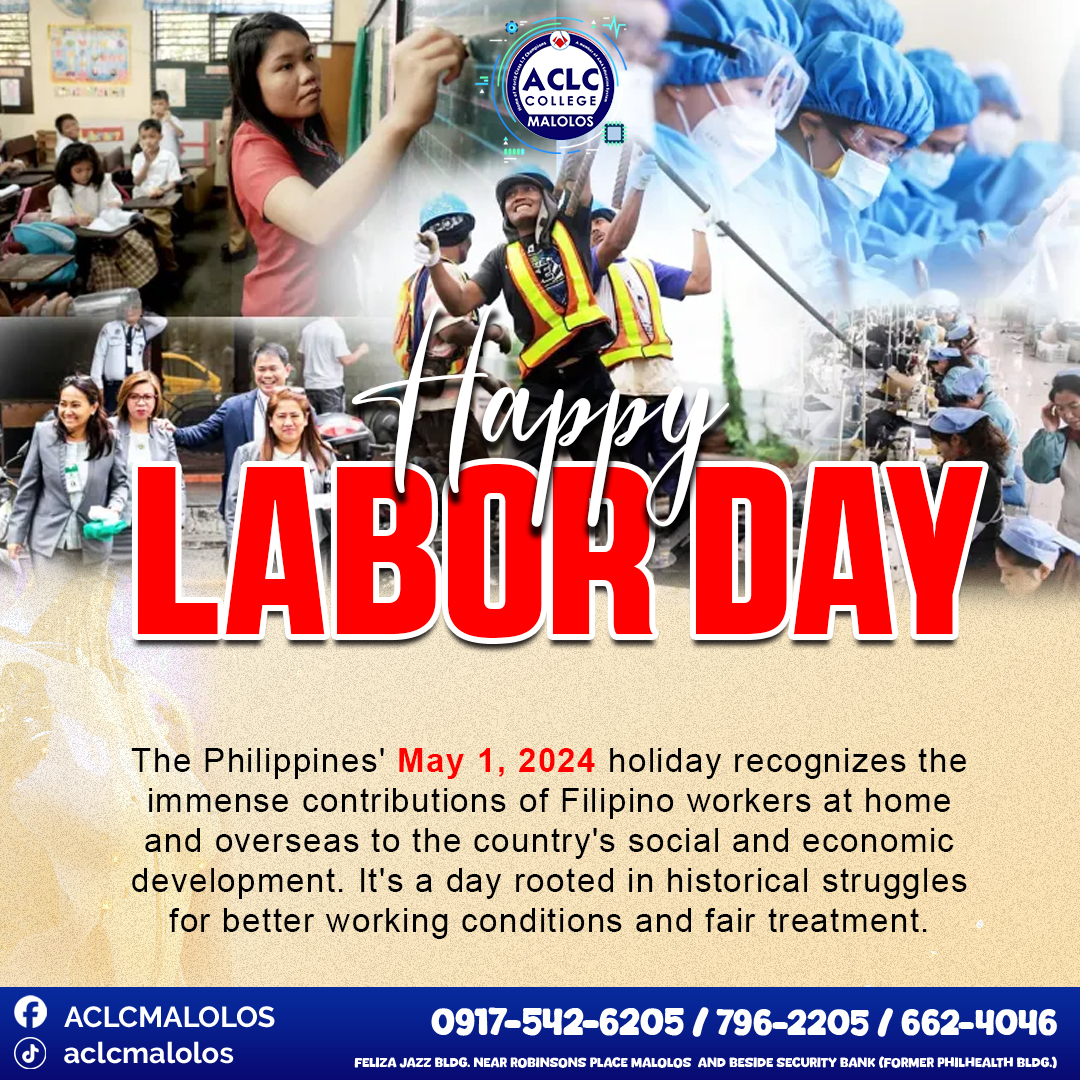 ACLC
COLLEGE
MALOLOS
Happy
LABOR DAY
The Philippines' May 1, 2024 holiday recognizes the
immense contributions of Filipino workers at home
and overseas to the country's social and economic
development. It's a day rooted in historical struggles
for better working conditions and fair treatment.
ACLCMALOLOS
0917-542-6205 / 796-2205 / 662-4046
aclcmalolos
FELIZA JAZZ BLDG. NEAR ROBINSONS PLACE MALOLOS AND BESIDE SECURITY BANK (FORMER PHILHEALTH BLDG.)